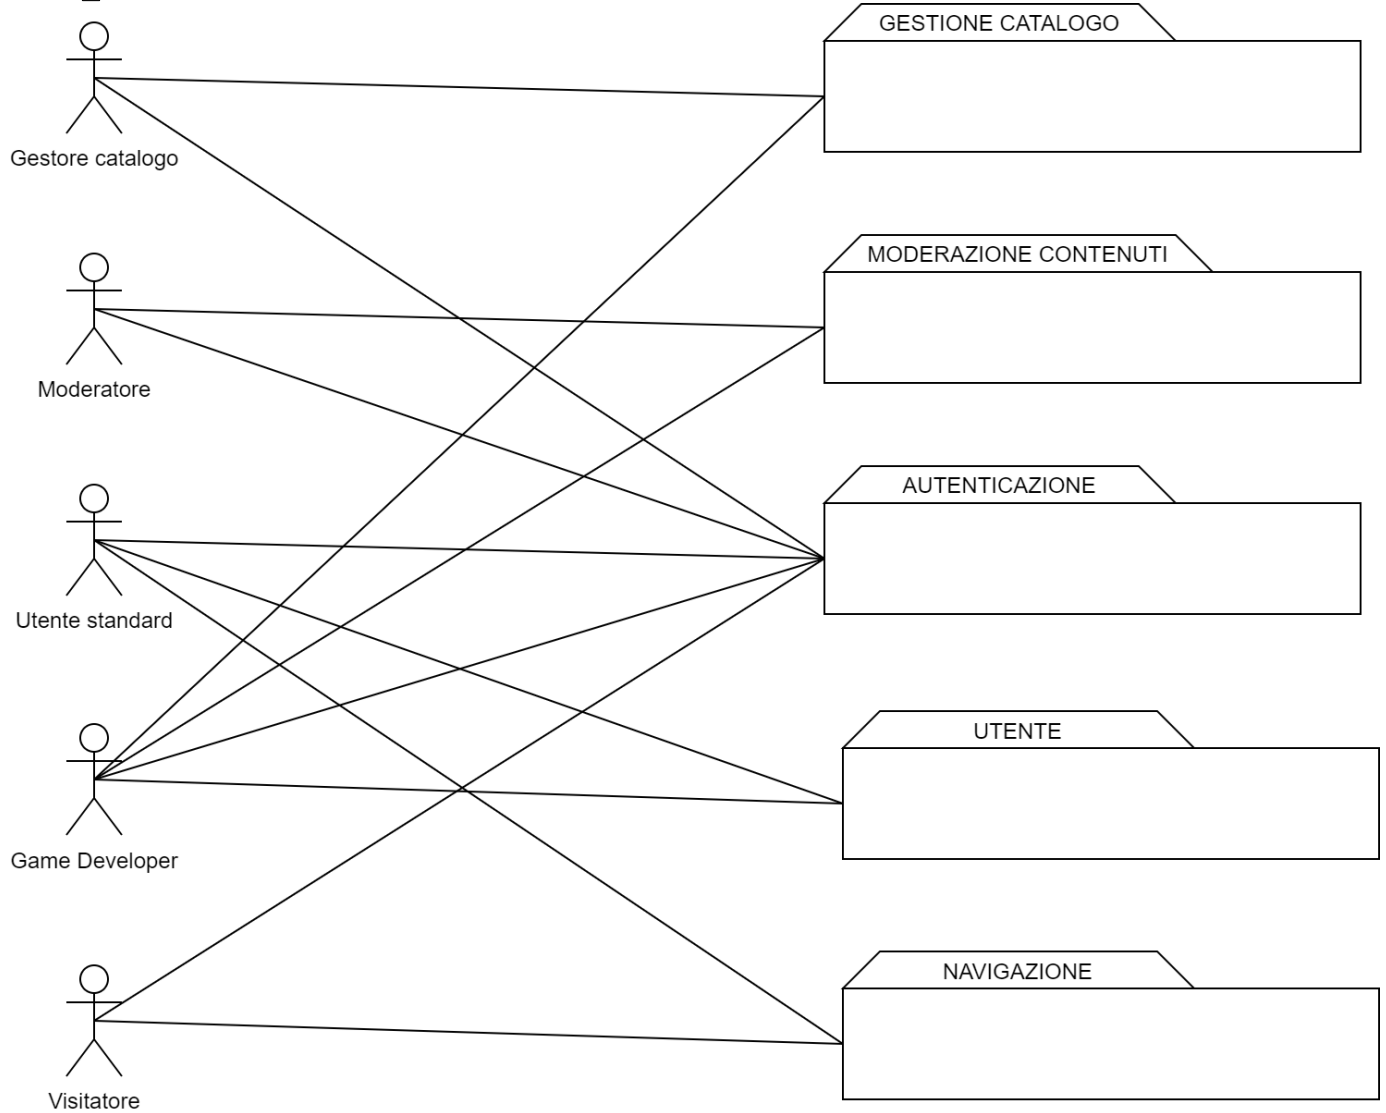 GESTIONE CATALOGO
Gestore catalogo
MODERAZIONE CONTENUTI
Moderatore
AUTENTICAZIONE
Utente standard
UTENTE
Game Developer
NAVIGAZIONE
Visitatore